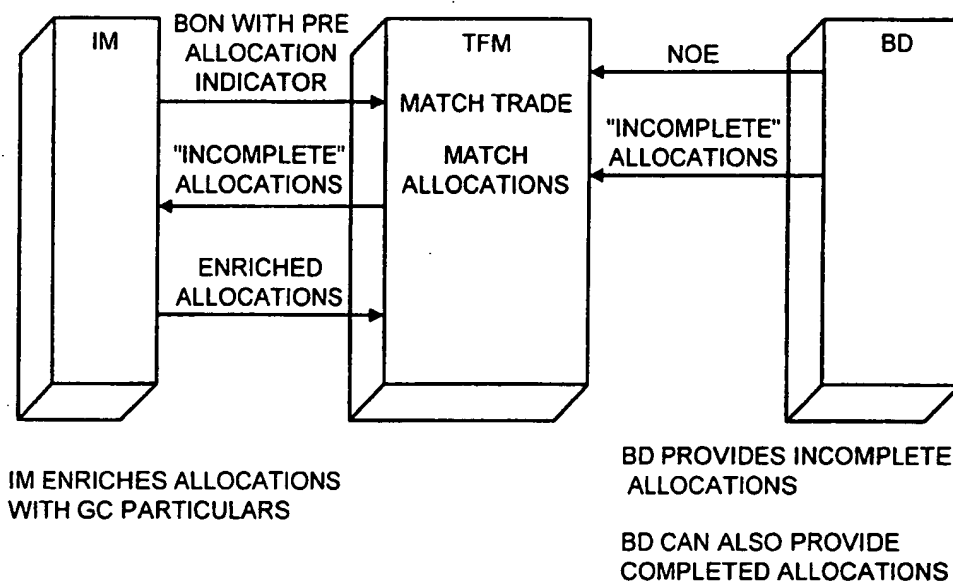 IM
BON WITH PRE
ALLOCATION
INDICATOR
TFM
NOE
BD
MATCH TRADE
"INCOMPLETE"
ALLOCATIONS
MATCH
ALLOCATIONS
"INCOMPLETE"
ALLOCATIONS
ENRICHED
ALLOCATIONS
IM ENRICHES ALLOCATIONS
WITH GC PARTICULARS
BD PROVIDES INCOMPLETE
ALLOCATIONS
BD CAN ALSO PROVIDE
COMPLETED ALLOCATIONS